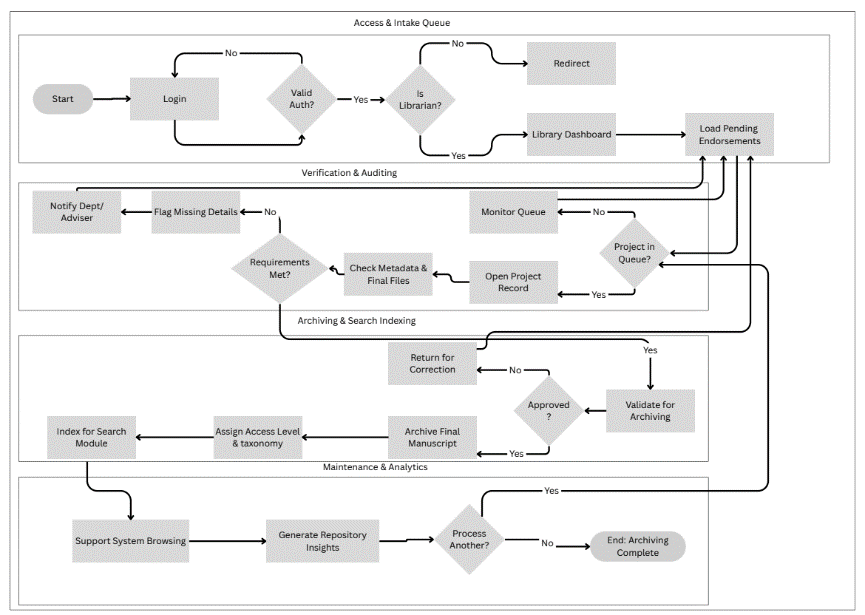 Access & Intake Queue
No
Redirect
Start
Login
Valid
Auth?
Yes
Is
Librarian?
No
Yes
Library Dashboard
Load Pending
Endorsements
Verification & Auditing
Notify Dept/
Adviser
Flag Missing Details
No
Requirements
Met?
Check Metadata &
Final Files
Monitor Queue
No
Project in
Queue?
Open Project
Record
Yes
Archiving & Search Indexing
Yes
Return for
Correction
No
Approved
?
Validate for
Archiving
Index for Search
Module
Assign Access Level
& taxonomy
Archive Final
Manuscript
Yes
Maintenance & Analytics
Yes
Support System Browsing
Generate Repository
Insights
Process
Another?
No
End: Archiving
Complete